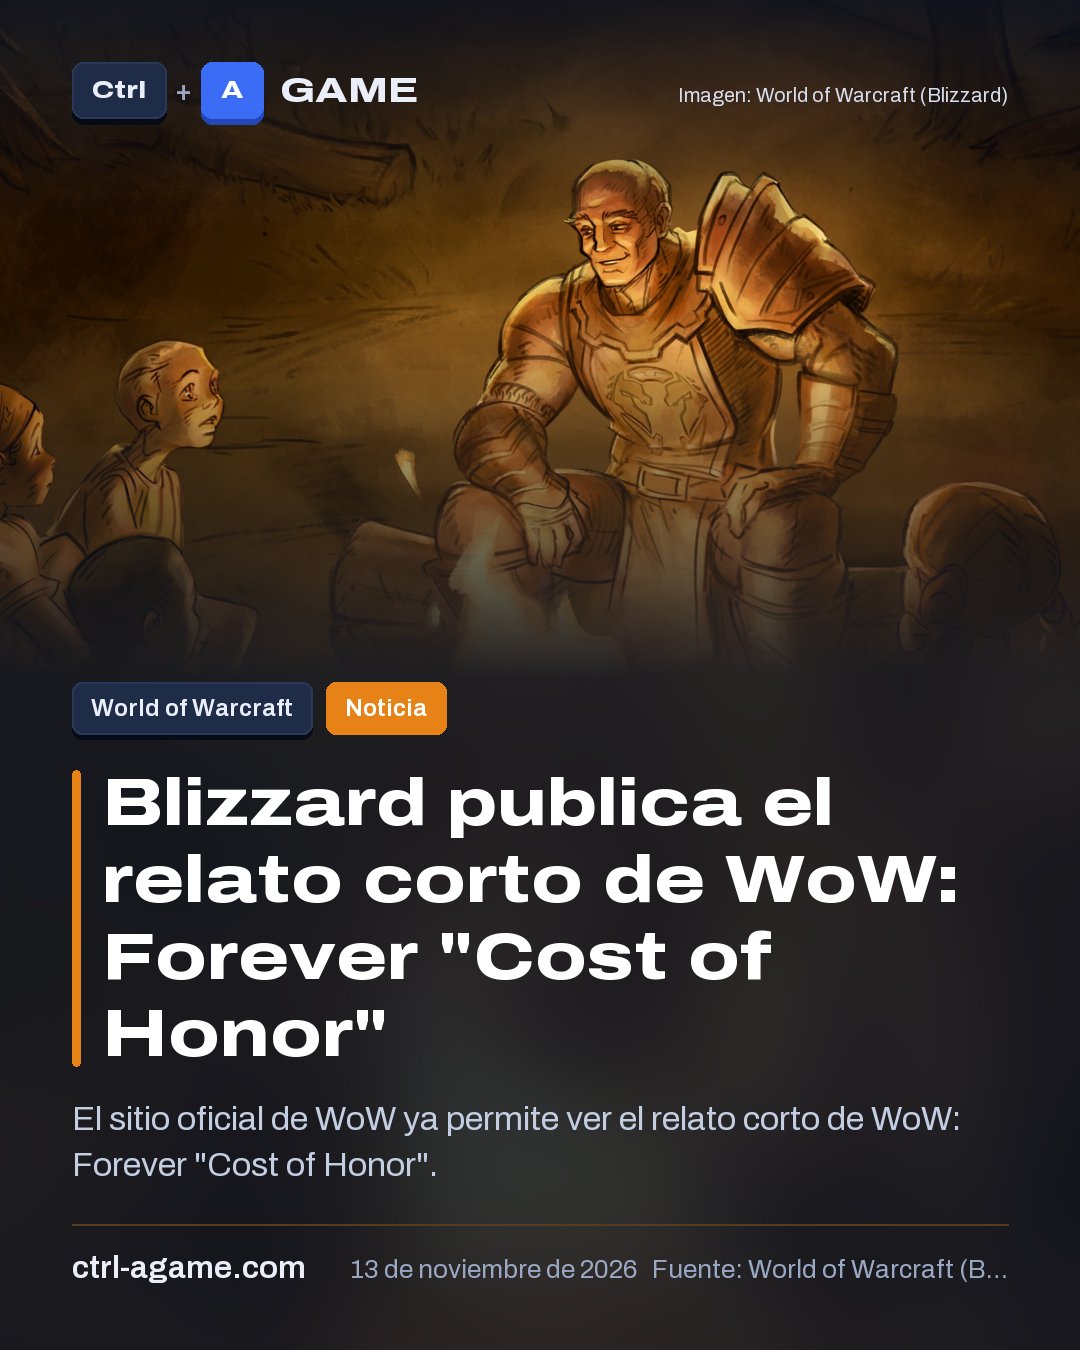 Ctrl + A GAME
Imagen: World of Warcraft (Blizzard)
World of Warcraft
Noticia
Blizzard publica el
relato corto de WoW:
Forever "Cost of
Honor"
El sitio oficial de WoW ya permite ver el relato corto de WoW:
Forever "Cost of Honor".
ctrl-agame.com
13 de noviembre de 2026
Fuente: World of Warcraft (B...